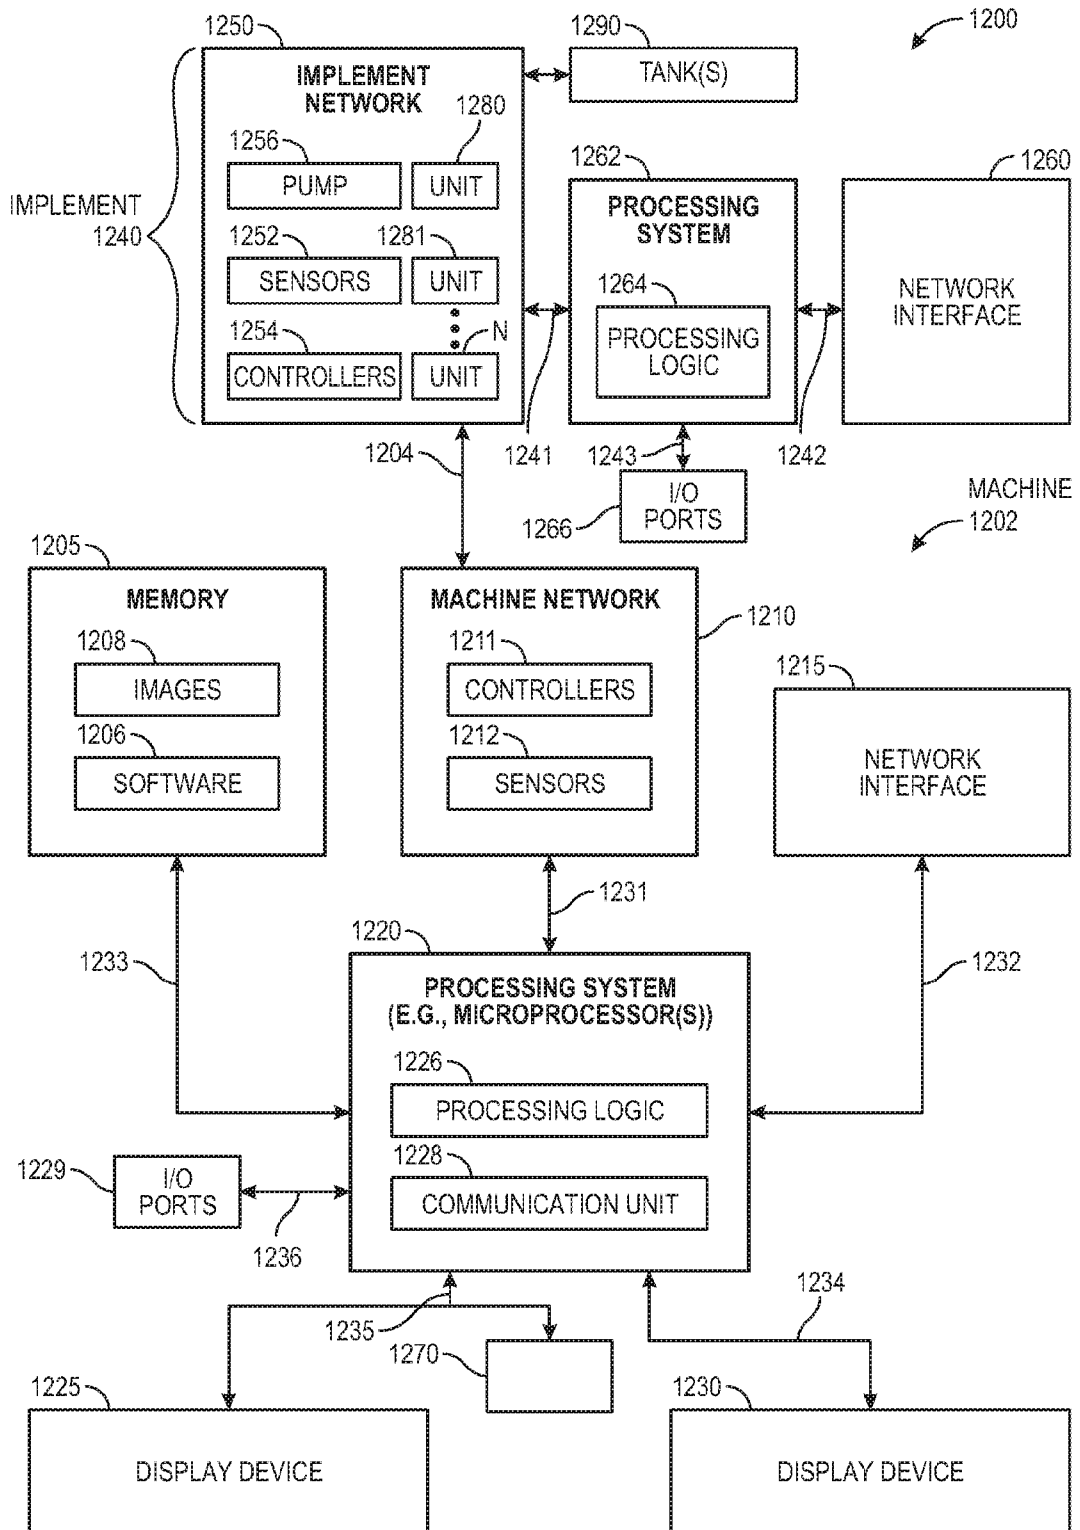 1200
1250
1290
IMPLEMENT
NETWORK
TANK(S)
1280
1256
PUMP
UNIT
1262
1260
IMPLEMENT
1240
PROCESSING
SYSTEM
1252
SENSORS
1281
UNIT
1264
PROCESSING
LOGIC
NETWORK
INTERFACE
1254
CONTROLLERS
N
UNIT
1204
1241
1243
1242
I/O
PORTS
1266
MACHINE
1202
1205
MEMORY
MACHINE NETWORK
1210
1208
IMAGES
1211
CONTROLLERS
1215
1206
SOFTWARE
1212
SENSORS
NETWORK
INTERFACE
1231
1220
1233
1232
PROCESSING SYSTEM
(E.G., MICROPROCESSOR(S))
1226
PROCESSING LOGIC
1229
I/O
PORTS
1228
COMMUNICATION UNIT
1236
1235
1234
1270
1225
1230
DISPLAY DEVICE
DISPLAY DEVICE